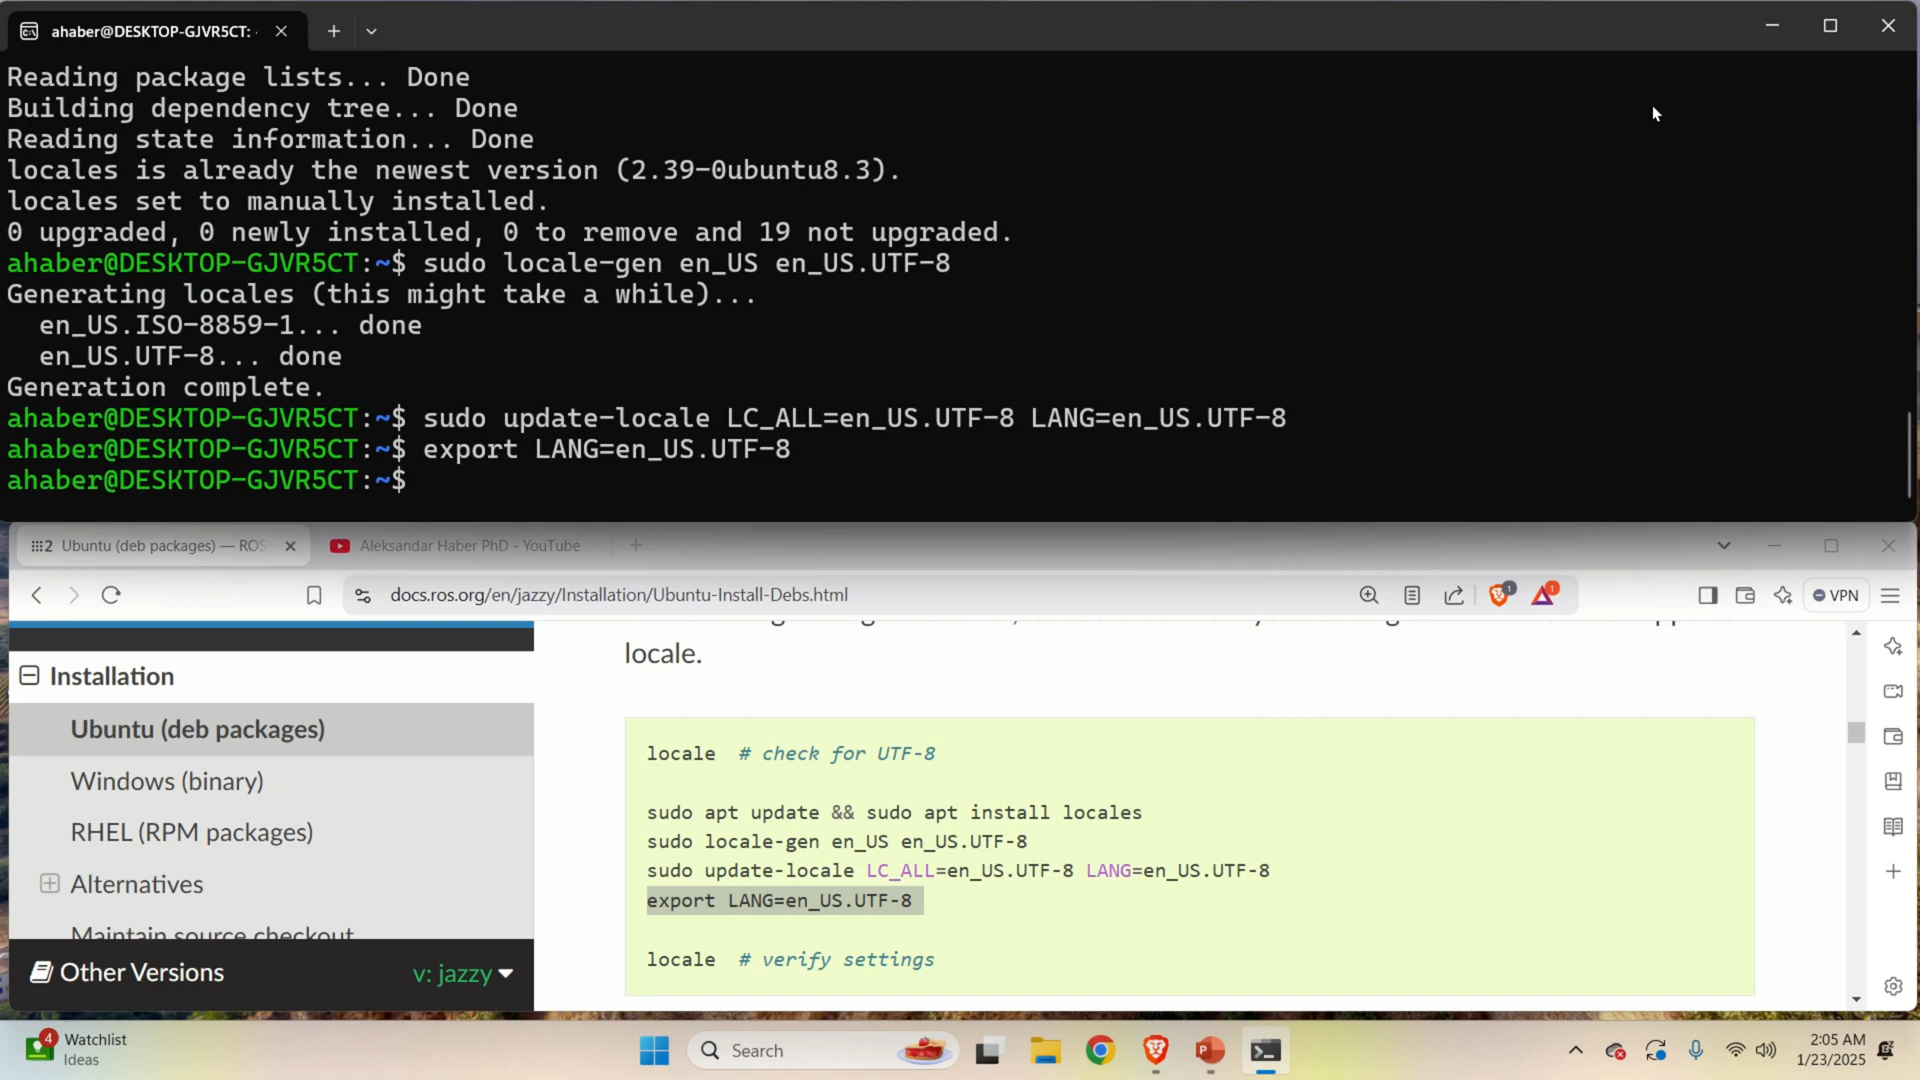 ahaber@DESKTOP-GJVR5CT:
Reading package lists... Done
Building dependency tree... Done
Reading state information... Done
locales is already the newest version (2.39-0ubuntu8.3).
locales set to manually installed.
0 upgraded, 0 newly installed, 0 to remove and 19 not upgraded.
ahaber@DESKTOP-GJVR5CT:~$ sudo locale-gen en_US en_US.UTF-8
Generating locales (this might take a while)...
en_US.ISO-8859-1... done
en_US.UTF-8... done
Generation complete.
ahaber@DESKTOP-GJVR5CT:~$ sudo update-locale LC_ALL=en_US.UTF-8 LANG=en_US.UTF-8
ahaber@DESKTOP-GJVR5CT:~$ export LANG=en_US.UTF-8
ahaber@DESKTOP-GJVR5CT:~$
Ubuntu (deb packages) — ROS
Aleksandar Haber PhD - YouTube
docs.ros.org/en/jazzy/Installation/Ubuntu-Install-Debs.html
1
1
VPN
Installation
Ubuntu (deb packages)
Windows (binary)
RHEL (RPM packages)
Alternatives
Maintain source checkout
Other Versions
v: jazzy
locale.
locale # check for UTF-8
sudo apt update && sudo apt install locales
sudo locale-gen en_US en_US.UTF-8
sudo update-locale LC_ALL=en_US.UTF-8 LANG=en_US.UTF-8
export LANG=en_US.UTF-8
locale # verify settings
4
Watchlist
Ideas
Search
2:05 AM
1/23/2025